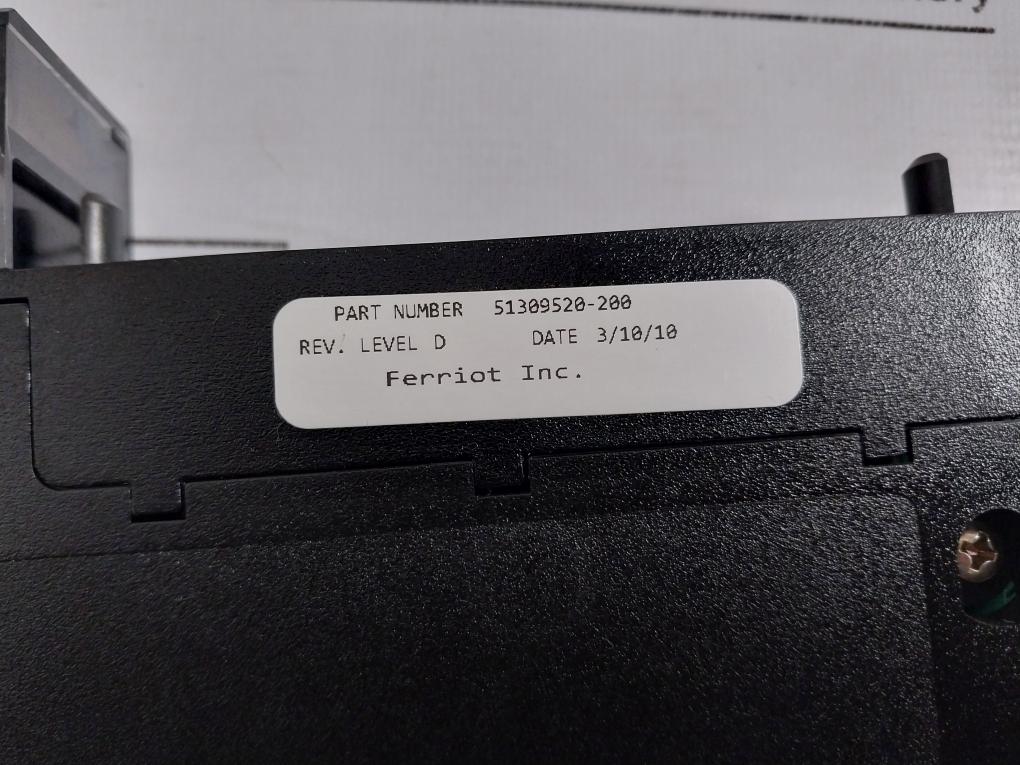 PART NUMBER 51309520-200
REV. LEVEL D DATE 3/10/10
Ferriot Inc.